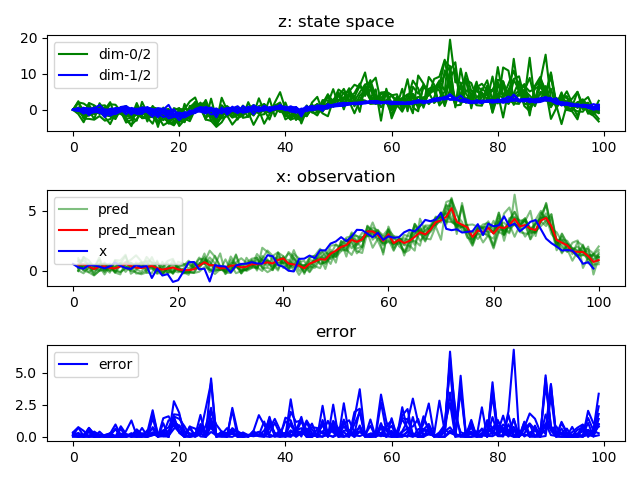 z: state space
20
10
0
dim-0/2
dim-1/2
0 20 40 60 80 100
x: observation
5
0
pred
pred_mean
x
0 20 40 60 80 100
error
5.0
2.5
0.0
error
0 20 40 60 80 100